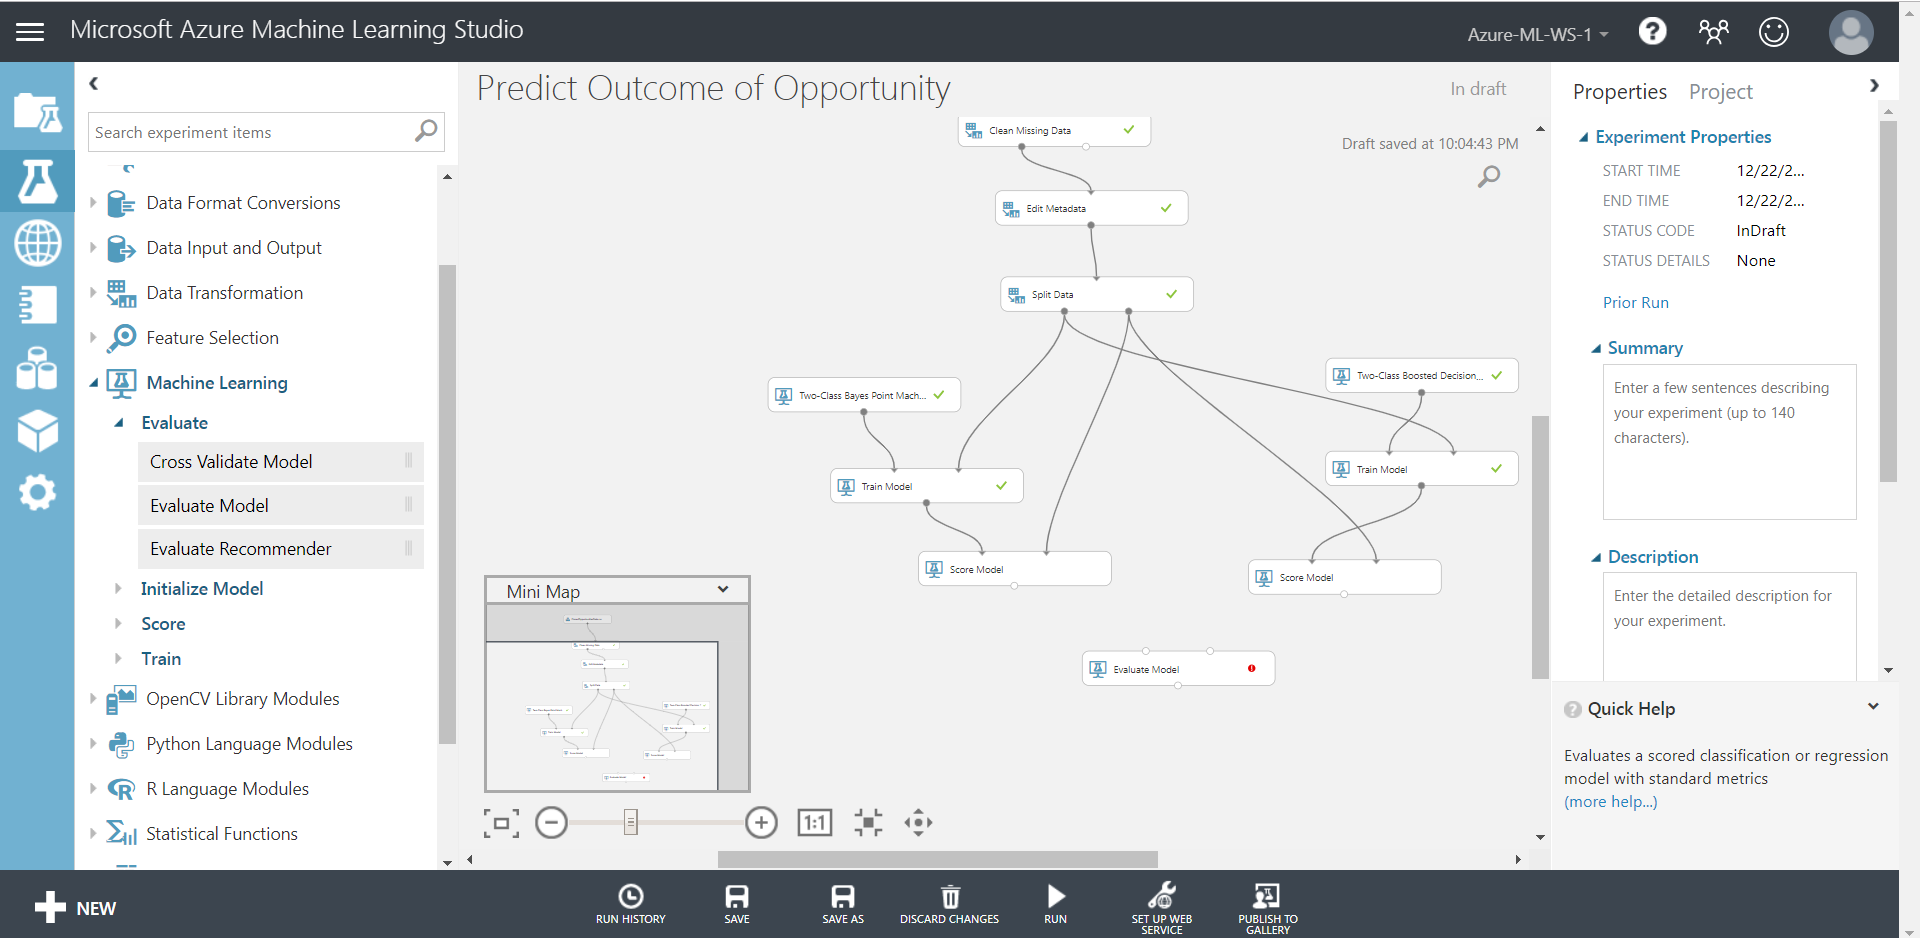 Microsoft Azure Machine Learning Studio
Azure-ML-WS-1
?
Search experiment items
Data Format Conversions
Data Input and Output
Data Transformation
Feature Selection
Machine Learning
Evaluate
Cross Validate Model
Evaluate Model
Evaluate Recommender
Initialize Model
Score
Train
OpenCV Library Modules
Python Language Modules
R Language Modules
Statistical Functions
Predict Outcome of Opportunity
In draft
Draft saved at 10:04:43 PM
Clean Missing Data
Edit Metadata
Split Data
Two-Class Bayes Point Mach...
Two-Class Boosted Decision...
Train Model
Train Model
Score Model
Score Model
Evaluate Model
Mini Map
1:1
Properties
Project
Experiment Properties
START TIME 12/22/2...
END TIME 12/22/2...
STATUS CODE InDraft
STATUS DETAILS None
Prior Run
Summary
Enter a few sentences describing
your experiment (up to 140
characters).
Description
Enter the detailed description for
your experiment.
? Quick Help
Evaluates a scored classification or regression
model with standard metrics
(more help...)
NEW
RUN HISTORY
SAVE
SAVE AS
DISCARD CHANGES
RUN
SET UP WEB
SERVICE
PUBLISH TO
GALLERY